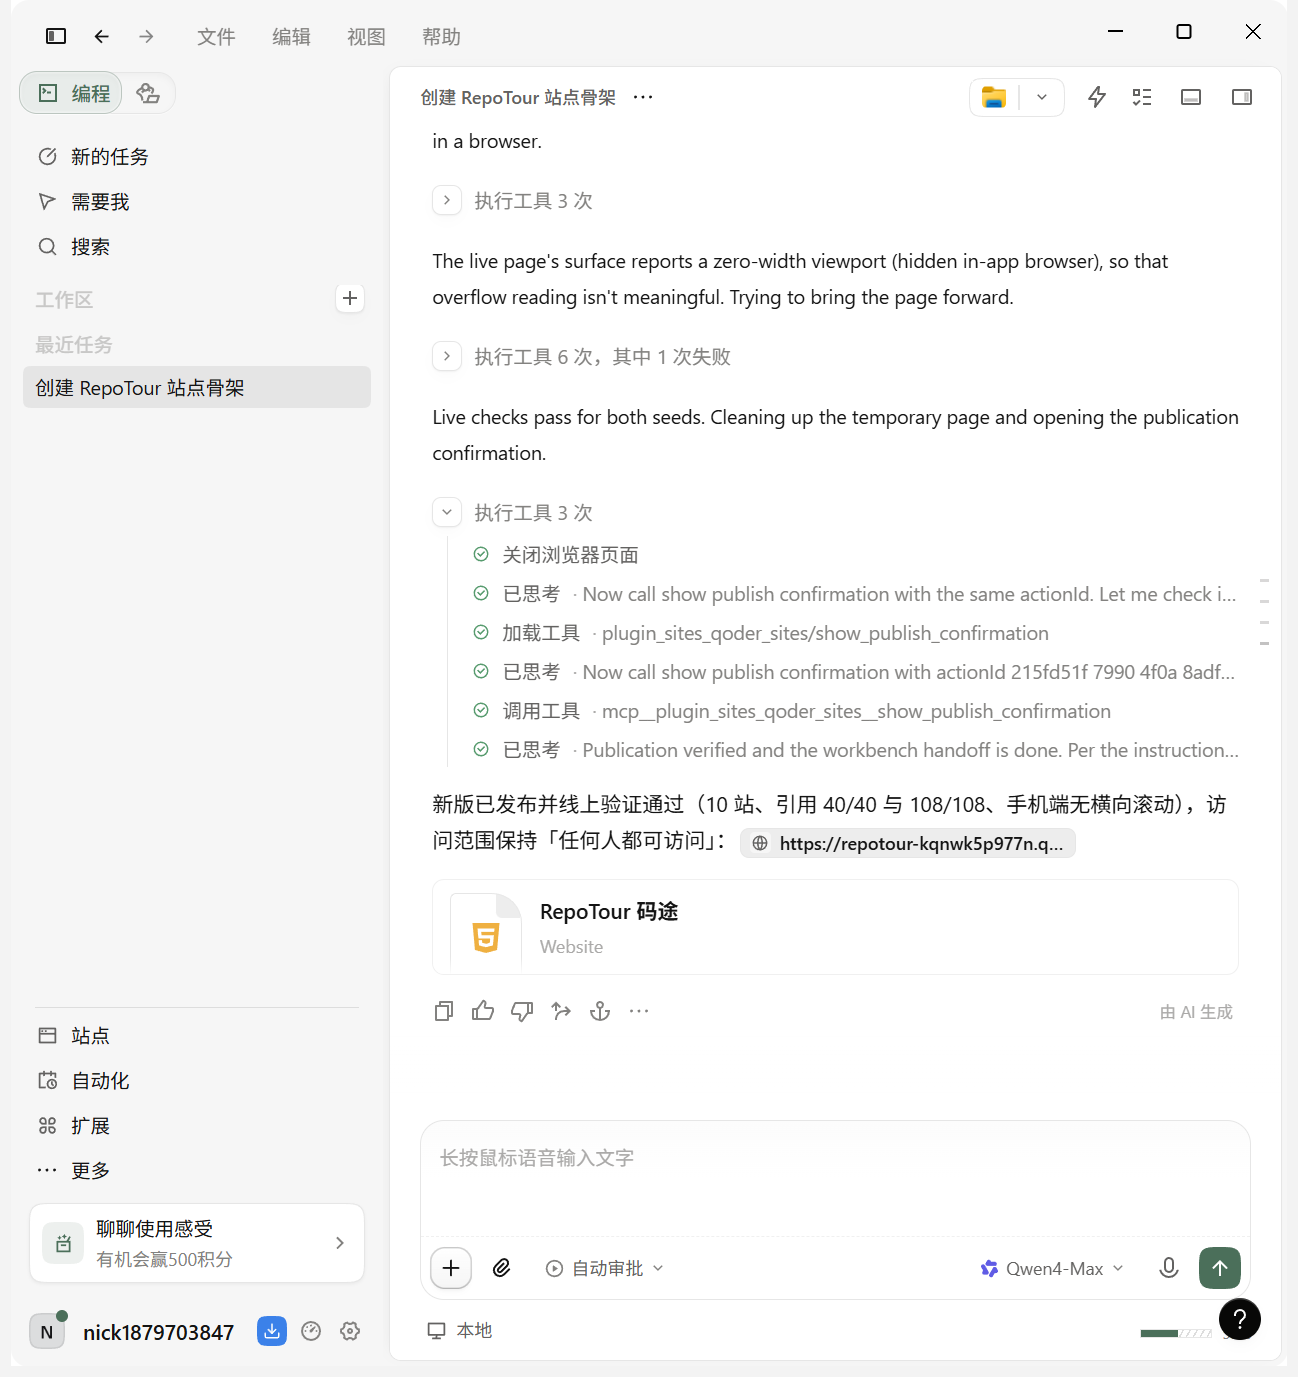 文件 编辑 视图 帮助
编程
新的任务
需要我
搜索
工作区
最近任务
创建 RepoTour 站点骨架
站点
自动化
扩展
更多
聊聊使用感受
有机会赢500积分
N
nick1879703847
创建 RepoTour 站点骨架
in a browser.
执行工具 3 次
The live page's surface reports a zero-width viewport (hidden in-app browser), so that
overflow reading isn't meaningful. Trying to bring the page forward.
执行工具 6 次，其中 1 次失败
Live checks pass for both seeds. Cleaning up the temporary page and opening the publication
confirmation.
执行工具 3 次
关闭浏览器页面
已思考 · Now call show publish confirmation with the same actionId. Let me check i...
加载工具 · plugin_sites_qoder_sites/show_publish_confirmation
已思考 · Now call show publish confirmation with actionId 215fd51f 7990 4f0a 8adf...
调用工具 · mcp__plugin_sites_qoder_sites__show_publish_confirmation
已思考 · Publication verified and the workbench handoff is done. Per the instruction...
新版已发布并线上验证通过（10 站、引用 40/40 与 108/108、手机端无横向滚动），访
问范围保持「任何人都可访问」： https://repotour-kqnwk5p977n.q...
RepoTour 码途
Website
由 AI 生成
长按鼠标语音输入文字
自动审批
Qwen4-Max
本地
?